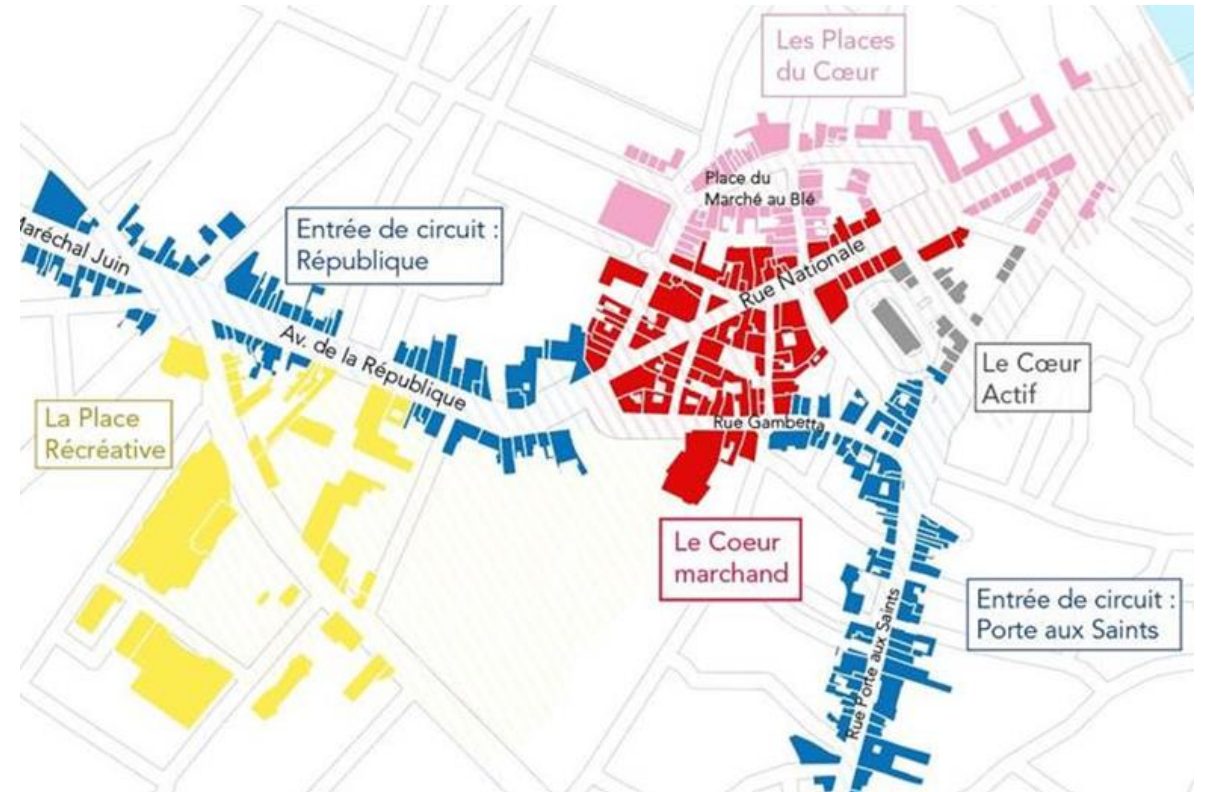 Les Places
du Cœur
Place du
Marché au Blé
Entrée de circuit :
République
Maréchal Juin
Rue Nationale
Av. de la République
Le Cœur
Actif
La Place
Récréative
Rue Gambetta
Le Coeur
marchand
Entrée de circuit :
Porte aux Saints
Rue Porte aux Saints